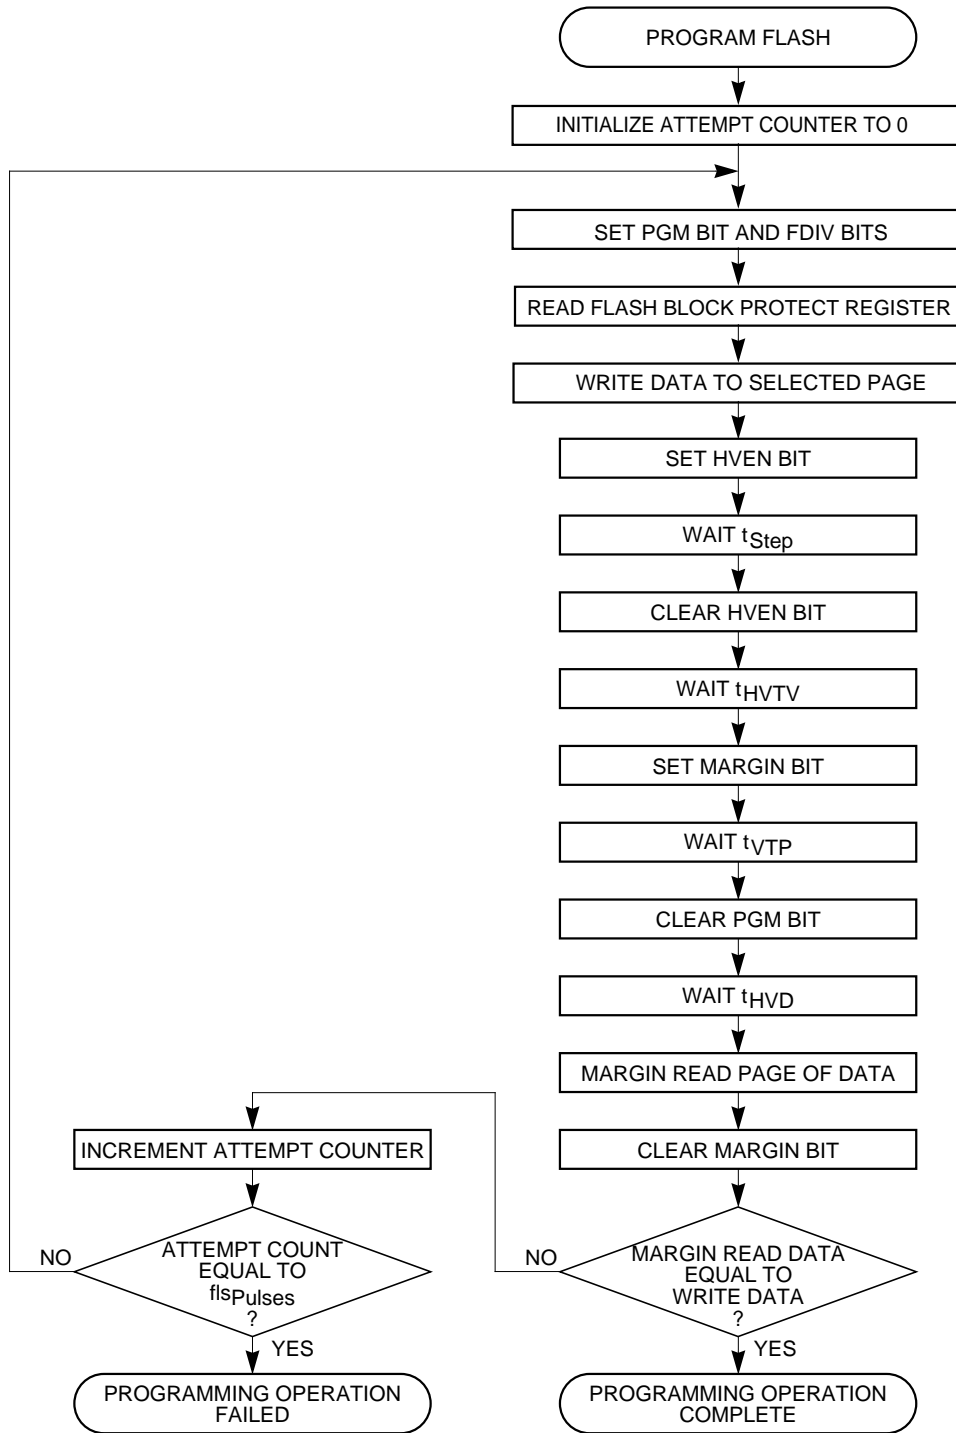 PROGRAM FLASH
INITIALIZE ATTEMPT COUNTER TO 0
SET PGM BIT AND FDIV BITS
READ FLASH BLOCK PROTECT REGISTER
WRITE DATA TO SELECTED PAGE
SET HVEN BIT
WAIT tStep
CLEAR HVEN BIT
WAIT tHVTV
SET MARGIN BIT
WAIT tVTP
CLEAR PGM BIT
WAIT tHVD
MARGIN READ PAGE OF DATA
CLEAR MARGIN BIT
MARGIN READ DATA
EQUAL TO
WRITE DATA
?
NO
YES
PROGRAMMING OPERATION
COMPLETE
INCREMENT ATTEMPT COUNTER
ATTEMPT COUNT
EQUAL TO
flsPulses
?
NO
YES
PROGRAMMING OPERATION
FAILED